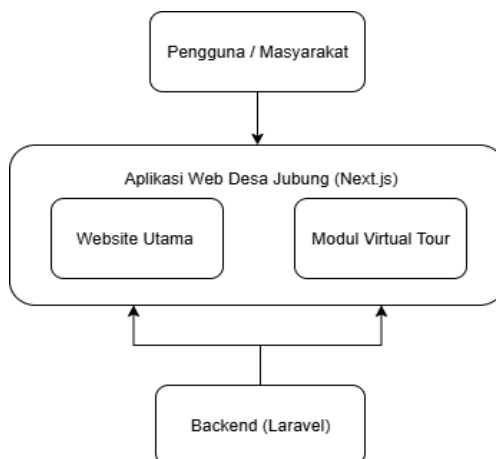 Pengguna / Masyarakat
Aplikasi Web Desa Jubung (Next.js)
Website Utama
Modul Virtual Tour
Backend (Laravel)